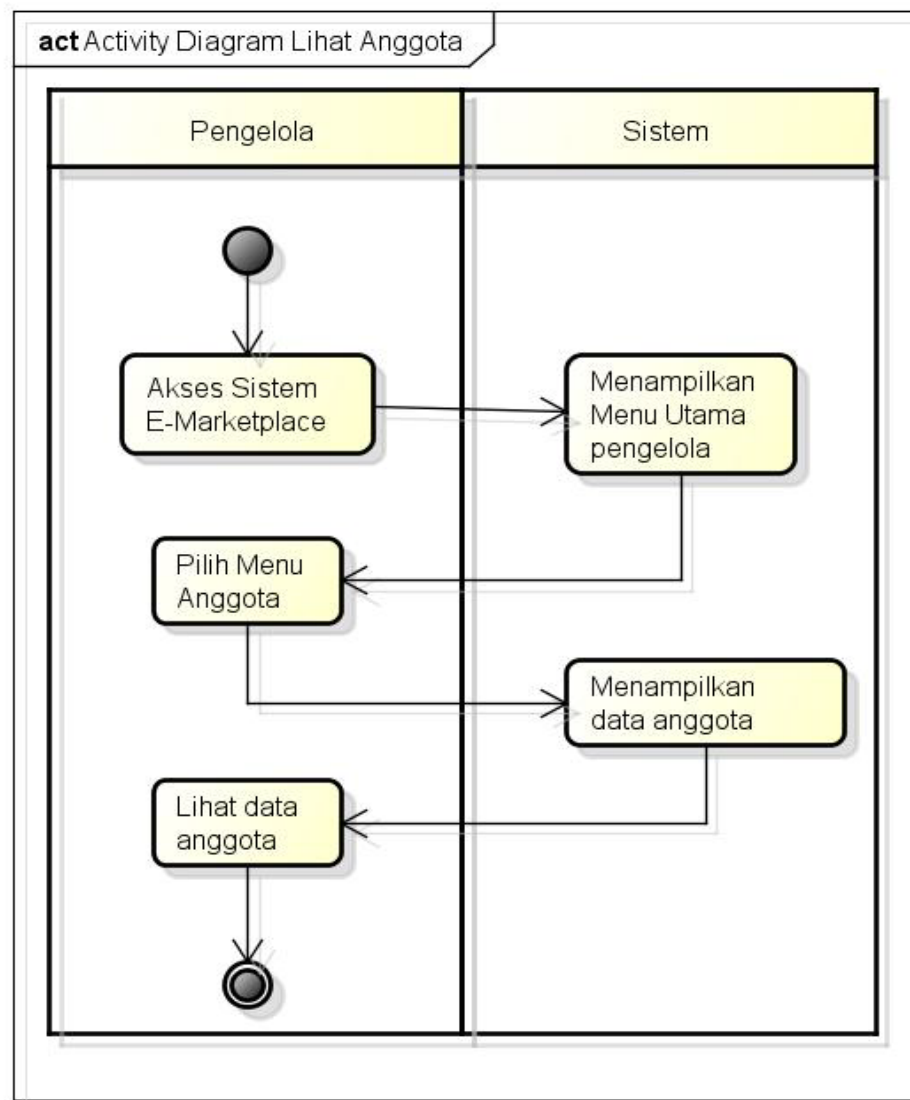 act Activity Diagram Lihat Anggota
Pengelola
Sistem
Akses Sistem
E-Marketplace
Menampilkan
Menu Utama
pengelola
Pilih Menu
Anggota
Menampilkan
data anggota
Lihat data
anggota